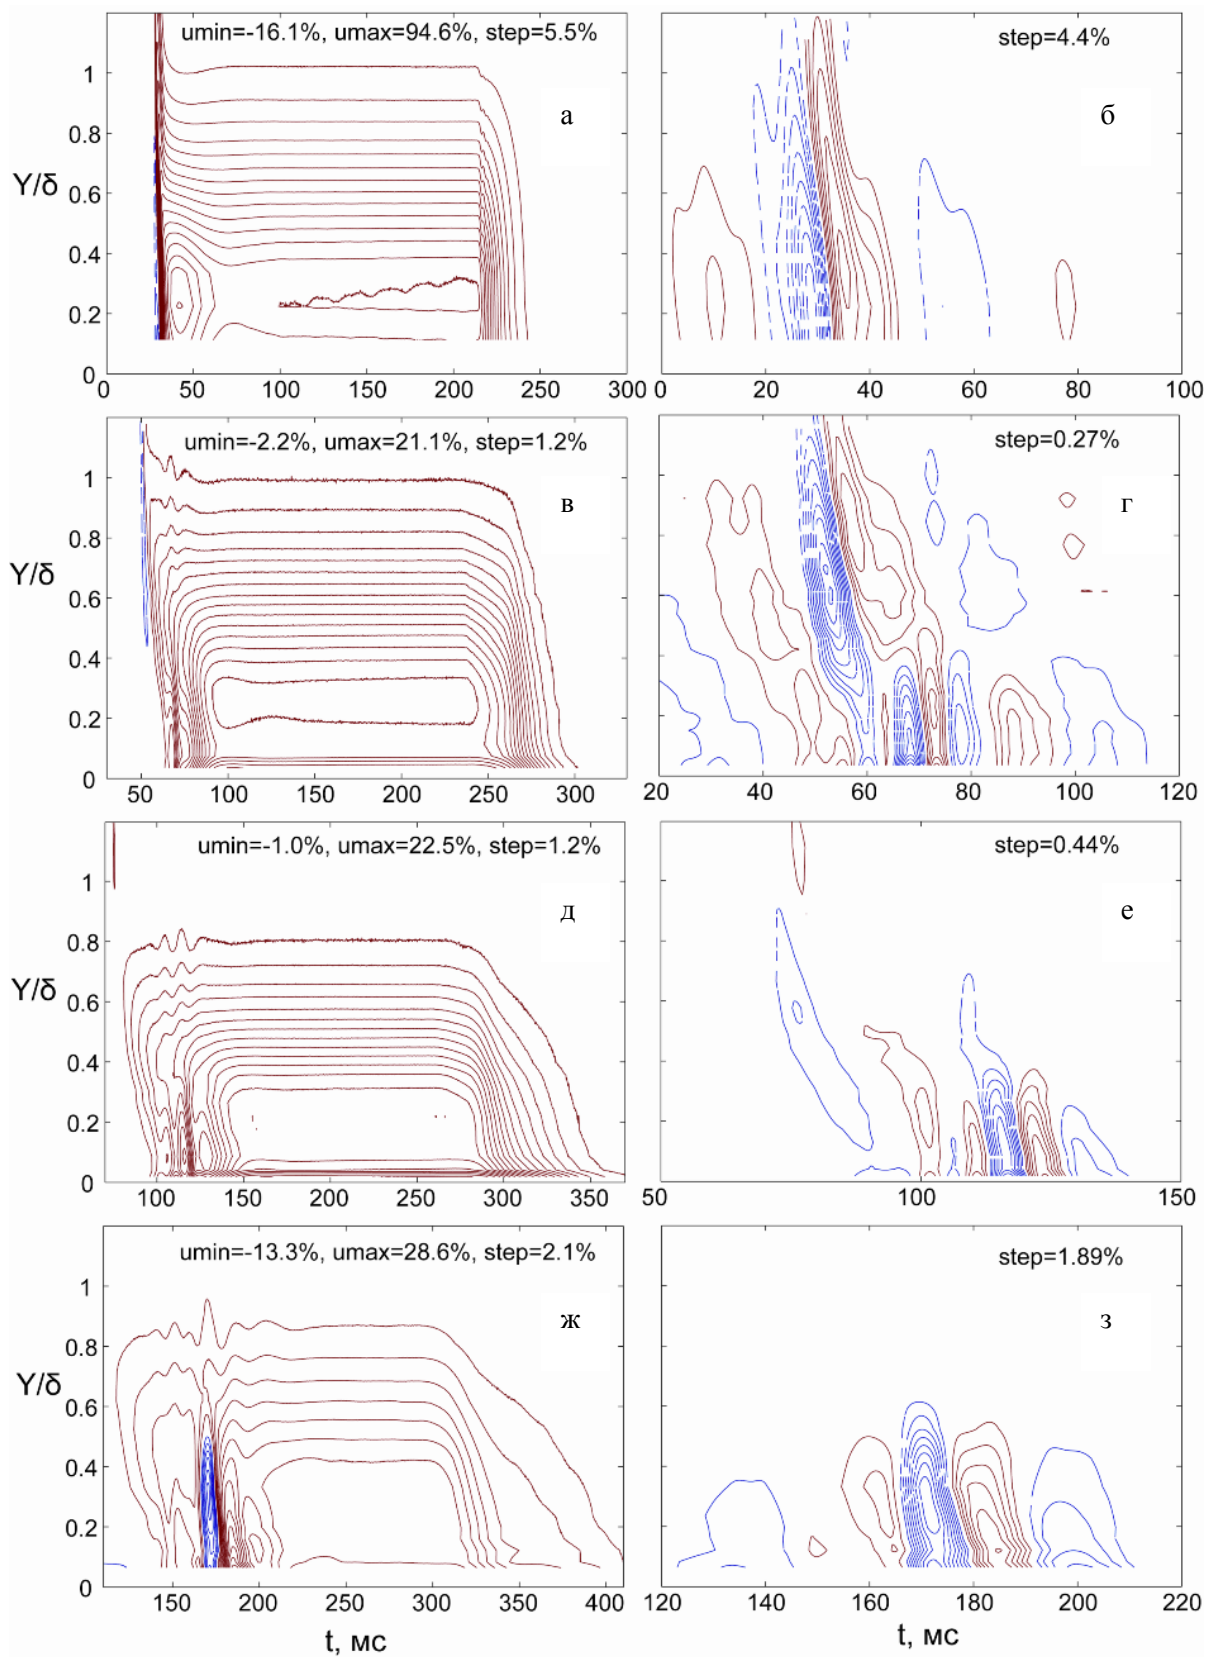 umin=-16.1%, umax=94.6%, step=5.5%
а
1
0.8
Y/δ
0.6
0.4
0.2
0
0 50 100 150 200 250 300
step=4.4%
б
0 20 40 60 80 100
umin=-2.2%, umax=21.1%, step=1.2%
в
1
0.8
Y/δ
0.6
0.4
0.2
0
50 100 150 200 250 300
step=0.27%
г
20 40 60 80 100 120
umin=-1.0%, umax=22.5%, step=1.2%
д
1
0.8
Y/δ
0.6
0.4
0.2
0
100 150 200 250 300 350
step=0.44%
е
50 100 150
umin=-13.3%, umax=28.6%, step=2.1%
ж
1
0.8
Y/δ
0.6
0.4
0.2
0
150 200 250 300 350 400
t, мс
step=1.89%
з
120 140 160 180 200 220
t, мс